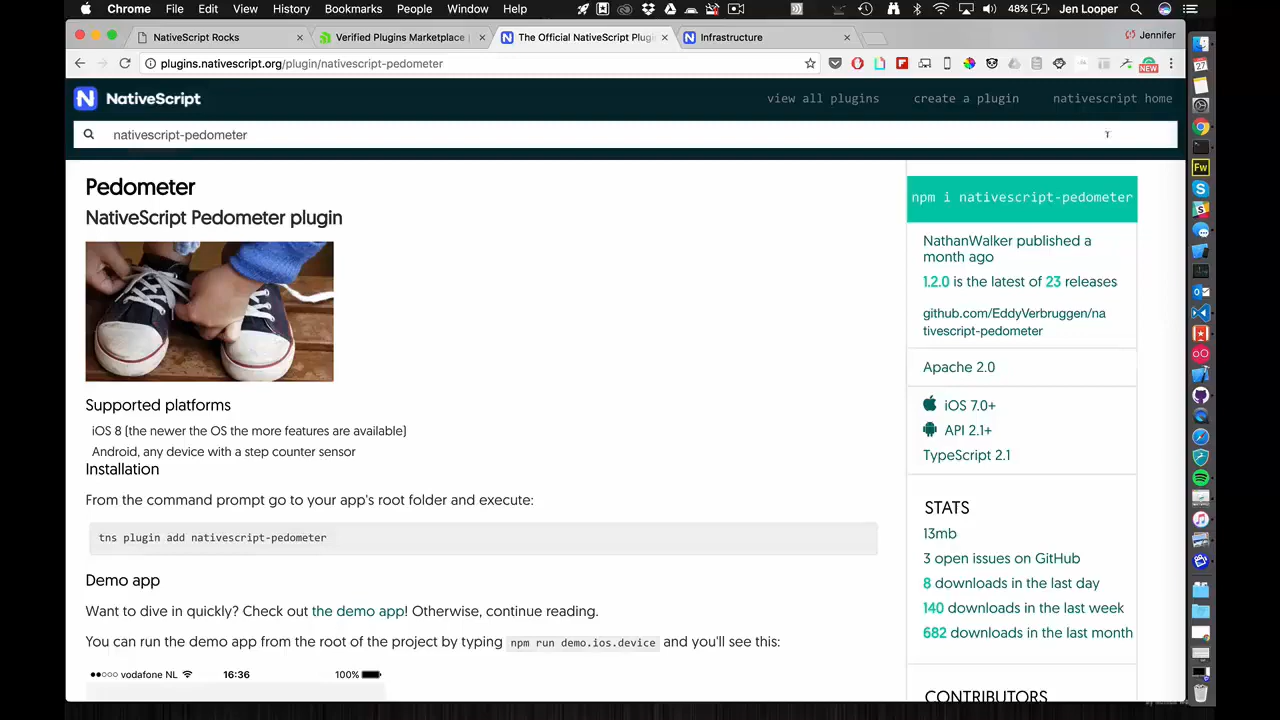 Chrome File Edit View History Bookmarks People Window Help 48% Jen Looper
NativeScript Rocks
Verified Plugins Marketplace
The Official NativeScript Plug
Infrastructure
Jennifer
plugins.nativescript.org/plugin/nativescript-pedometer
NEW
N NativeScript
view all plugins create a plugin nativescript home
nativescript-pedometer
Pedometer
NativeScript Pedometer plugin
Supported platforms
iOS 8 (the newer the OS the more features are available)
Android, any device with a step counter sensor
Installation
From the command prompt go to your app's root folder and execute:
tns plugin add nativescript-pedometer
Demo app
Want to dive in quickly? Check out the demo app! Otherwise, continue reading.
You can run the demo app from the root of the project by typing npm run demo.ios.device and you'll see this:
vodafone NL 16:36 100%
npm i nativescript-pedometer
NathanWalker published a
month ago
1.2.0 is the latest of 23 releases
github.com/EddyVerbruggen/na
tivescript-pedometer
Apache 2.0
iOS 7.0+
API 2.1+
TypeScript 2.1
STATS
13mb
3 open issues on GitHub
8 downloads in the last day
140 downloads in the last week
682 downloads in the last month
CONTRIBUTORS
27
Fw